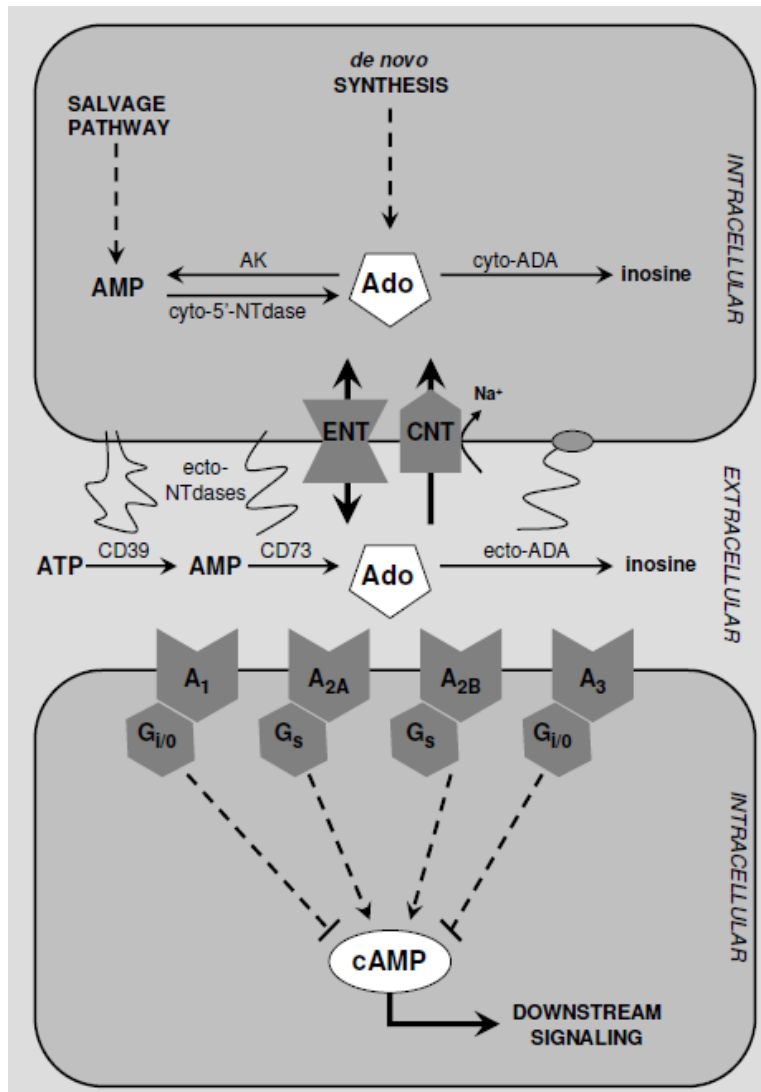 de novo
SYNTHESIS
SALVAGE
PATHWAY
INTRACELLULAR
AK
cyto-ADA
AMP
Ado
inosine
cyto-5'-NTdase
Na+
ENT
CNT
ecto-
NTdases
EXTRACELLULAR
CD39
CD73
ecto-ADA
ATP
AMP
Ado
inosine
A1
A2A
A2B
A3
Gi/0
Gs
Gs
Gi/0
INTRACELLULAR
cAMP
DOWNSTREAM
SIGNALING